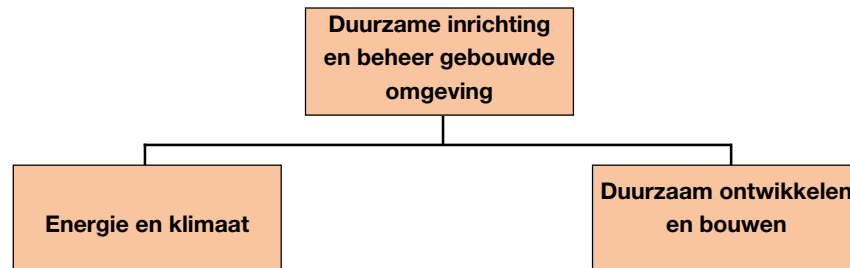 Duurzame inrichting
en beheer gebouwde
omgeving
Energie en klimaat
Duurzaam ontwikkelen
en bouwen